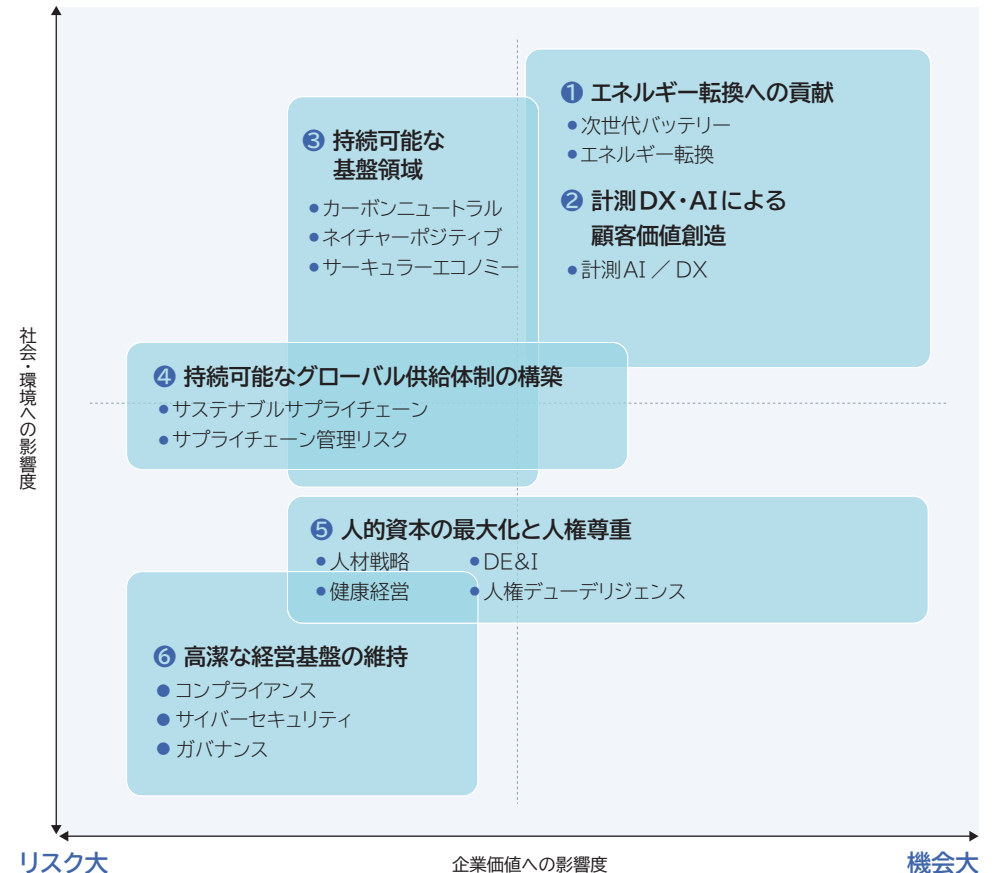 ❶ エネルギー転換への貢献
●次世代バッテリー
●エネルギー転換
❷ 計測DX・AIによる
顧客価値創造
●計測AI ／ DX
❸ 持続可能な
基盤領域
●カーボンニュートラル
●ネイチャーポジティブ
●サーキュラーエコノミー
❹ 持続可能なグローバル供給体制の構築
●サステナブルサプライチェーン
●サプライチェーン管理リスク
❺ 人的資本の最大化と人権尊重
●人材戦略 ●DE&I
●健康経営 ●人権デューデリジェンス
❻ 高潔な経営基盤の維持
●コンプライアンス
●サイバーセキュリティ
●ガバナンス
社会・環境への影響度
リスク大 企業価値への影響度 機会大